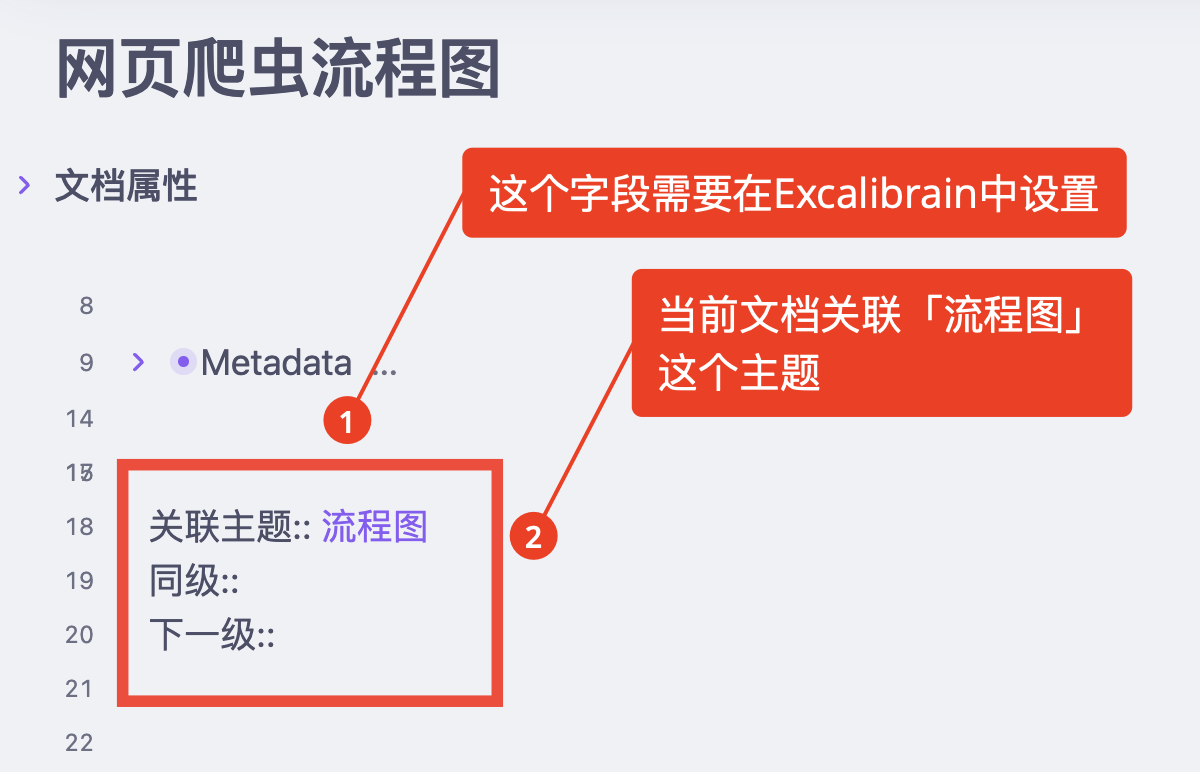 网页爬虫流程图
文档属性
这个字段需要在Excalibrain中设置
当前文档关联「流程图」
这个主题
8
9 Metadata ...
14
1
15
18 关联主题:: 流程图
2
19 同级::
20 下一级::
21
22